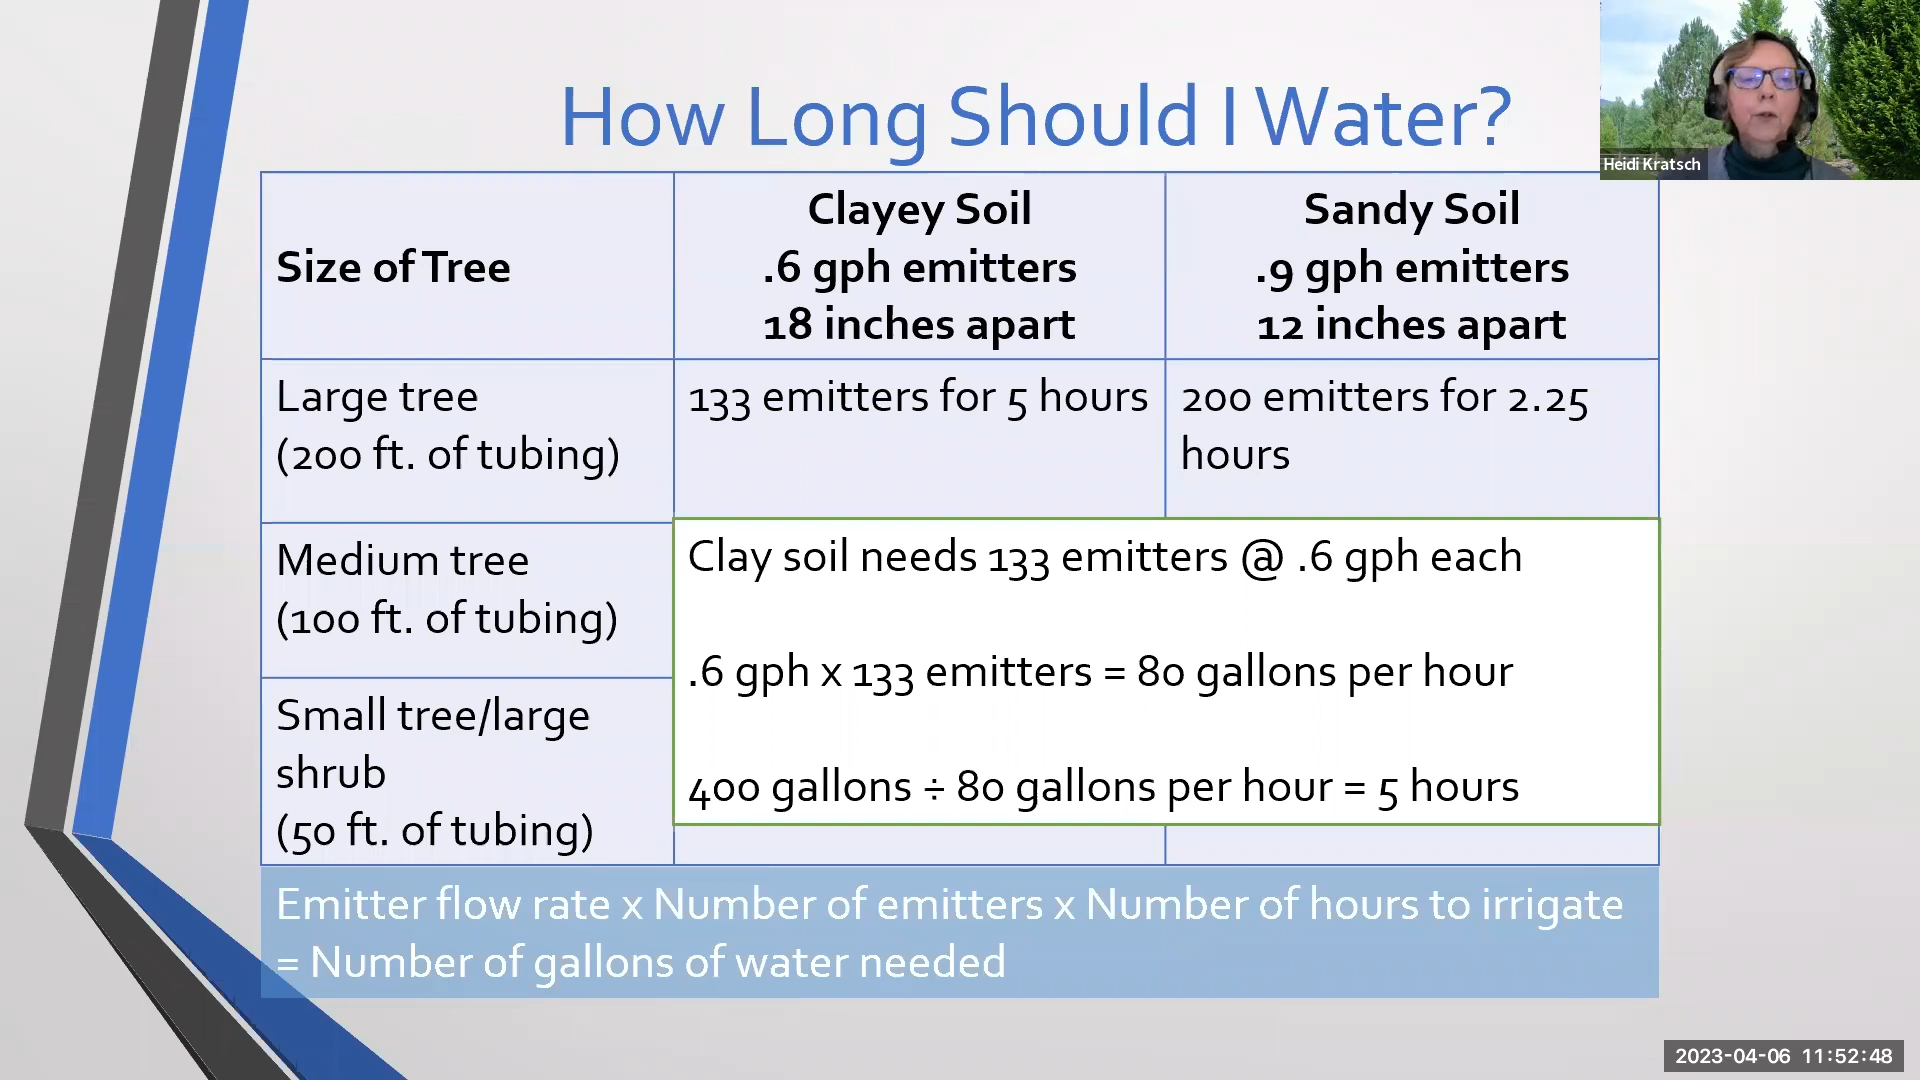 How Long Should I Water?
Heidi Kratsch
Size of Tree
Clayey Soil
.6 gph emitters
18 inches apart
Sandy Soil
.9 gph emitters
12 inches apart
Large tree
(200 ft. of tubing)
133 emitters for 5 hours
200 emitters for 2.25
hours
Medium tree
(100 ft. of tubing)
Small tree/large
shrub
(50 ft. of tubing)
Clay soil needs 133 emitters @ .6 gph each
.6 gph x 133 emitters = 80 gallons per hour
400 gallons ÷ 80 gallons per hour = 5 hours
Emitter flow rate x Number of emitters x Number of hours to irrigate
= Number of gallons of water needed
2023-04-06 11:52:48